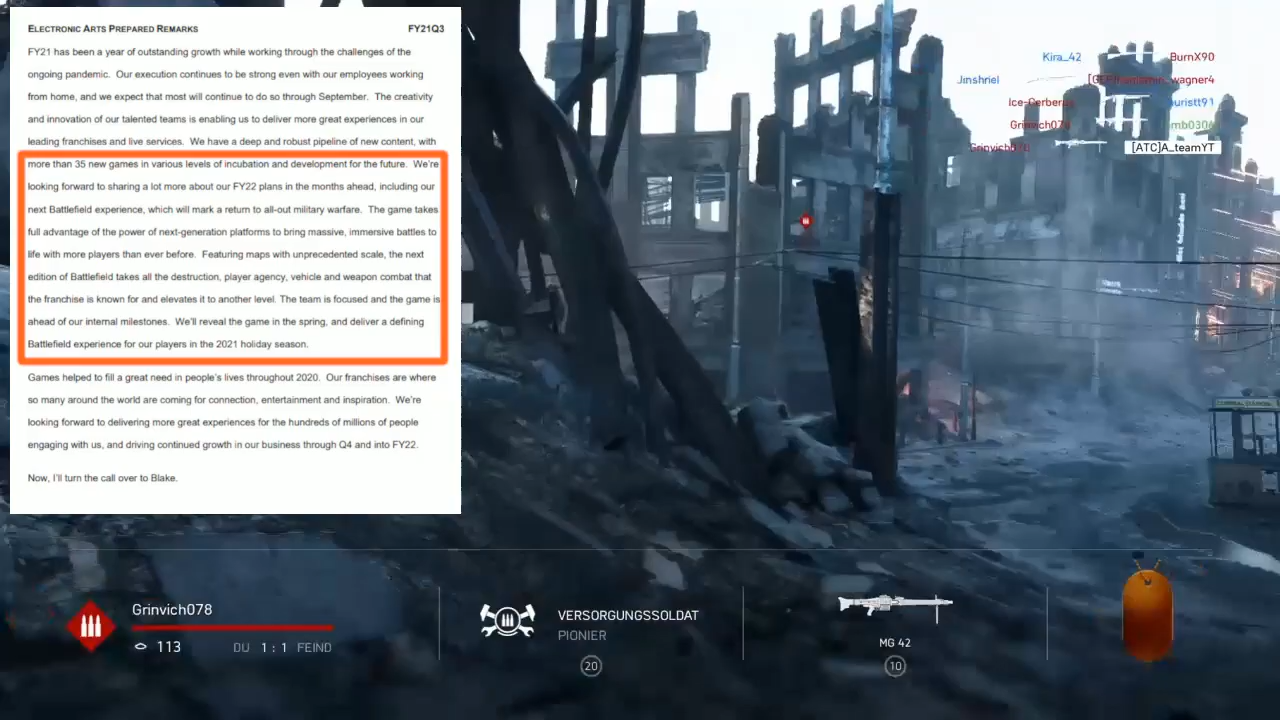 ELECTRONIC ARTS PREPARED REMARKS FY21Q3
FY21 has been a year of outstanding growth while working through the challenges of the
ongoing pandemic. Our execution continues to be strong even with our employees working
from home, and we expect that most will continue to do so through September. The creativity
and innovation of our talented teams is enabling us to deliver more great experiences in our
leading franchises and live services. We have a deep and robust pipeline of new content, with
more than 35 new games in various levels of incubation and development for the future. We're
looking forward to sharing a lot more about our FY22 plans in the months ahead, including our
next Battlefield experience, which will mark a return to all-out military warfare. The game takes
full advantage of the power of next-generation platforms to bring massive, immersive battles to
life with more players than ever before. Featuring maps with unprecedented scale, the next
edition of Battlefield takes all the destruction, player agency, vehicle and weapon combat that
the franchise is known for and elevates it to another level. The team is focused and the game is
ahead of our internal milestones. We'll reveal the game in the spring, and deliver a defining
Battlefield experience for our players in the 2021 holiday season.
Games helped to fill a great need in people's lives throughout 2020. Our franchises are where
so many around the world are coming for connection, entertainment and inspiration. We're
looking forward to delivering more great experiences for the hundreds of millions of people
engaging with us, and driving continued growth in our business through Q4 and into FY22.
Now, I'll turn the call over to Blake.
Kira_42 BurnX90
Ice-Cerberus
[ATC]A_teamYT
Grinvich078
113 DU 1 : 1 FEIND
VERSORGUNGSSOLDAT
PIONIER
20
MG 42
10